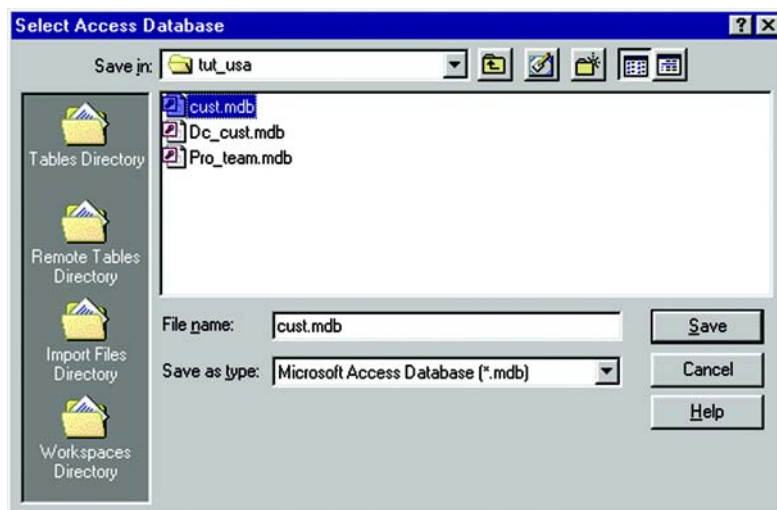 Select Access Database
Save in: tut_usa
Tables Directory
Remote Tables
Directory
Import Files
Directory
Workspaces
Directory
cust.mdb
Dc_cust.mdb
Pro_team.mdb
File name: cust.mdb
Save as type: Microsoft Access Database (*.mdb)
Save
Cancel
Help